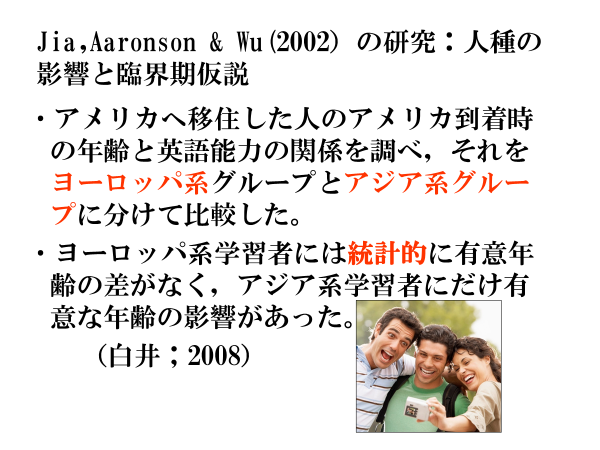 Jia,Aaronson & Wu(2002) の研究：人種の
影響と臨界期仮説
・アメリカへ移住した人のアメリカ到着時
の年齢と英語能力の関係を調べ，それを
ヨーロッパ系グループとアジア系グルー
プに分けて比較した。
・ヨーロッパ系学習者には統計的に有意年
齢の差がなく，アジア系学習者にだけ有
意な年齢の影響があった。
（白井；2008）